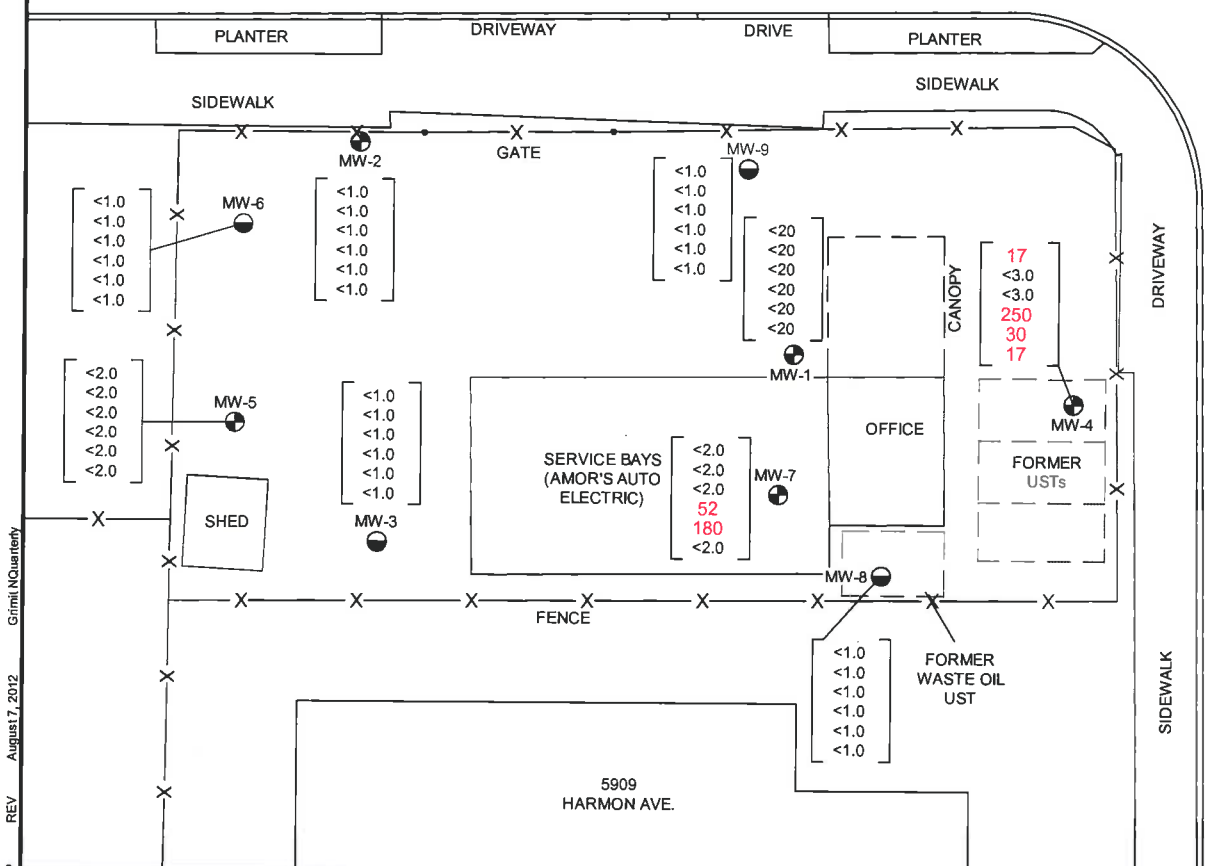 PLANTER
DRIVEWAY
DRIVE
PLANTER
SIDEWALK
SIDEWALK
GATE
MW-2
<1.0
<1.0
<1.0
<1.0
<1.0
<1.0
MW-9
<1.0
<1.0
<1.0
<1.0
<1.0
<1.0
MW-6
<1.0
<1.0
<1.0
<1.0
<1.0
<1.0
<20
<20
<20
<20
<20
<20
MW-1
CANOPY
17
<3.0
<3.0
250
30
17
MW-4
DRIVEWAY
<2.0
<2.0
<2.0
<2.0
<2.0
<2.0
MW-5
<1.0
<1.0
<1.0
<1.0
<1.0
<1.0
MW-3
SHED
SERVICE BAYS
(AMOR'S AUTO
ELECTRIC)
<2.0
<2.0
<2.0
52
180
<2.0
MW-7
OFFICE
FORMER
USTs
MW-8
<1.0
<1.0
<1.0
<1.0
<1.0
<1.0
FENCE
FORMER
WASTE OIL
UST
SIDEWALK
5909
HARMON AVE.
REV August 7, 2012 Grimit NQuarterly